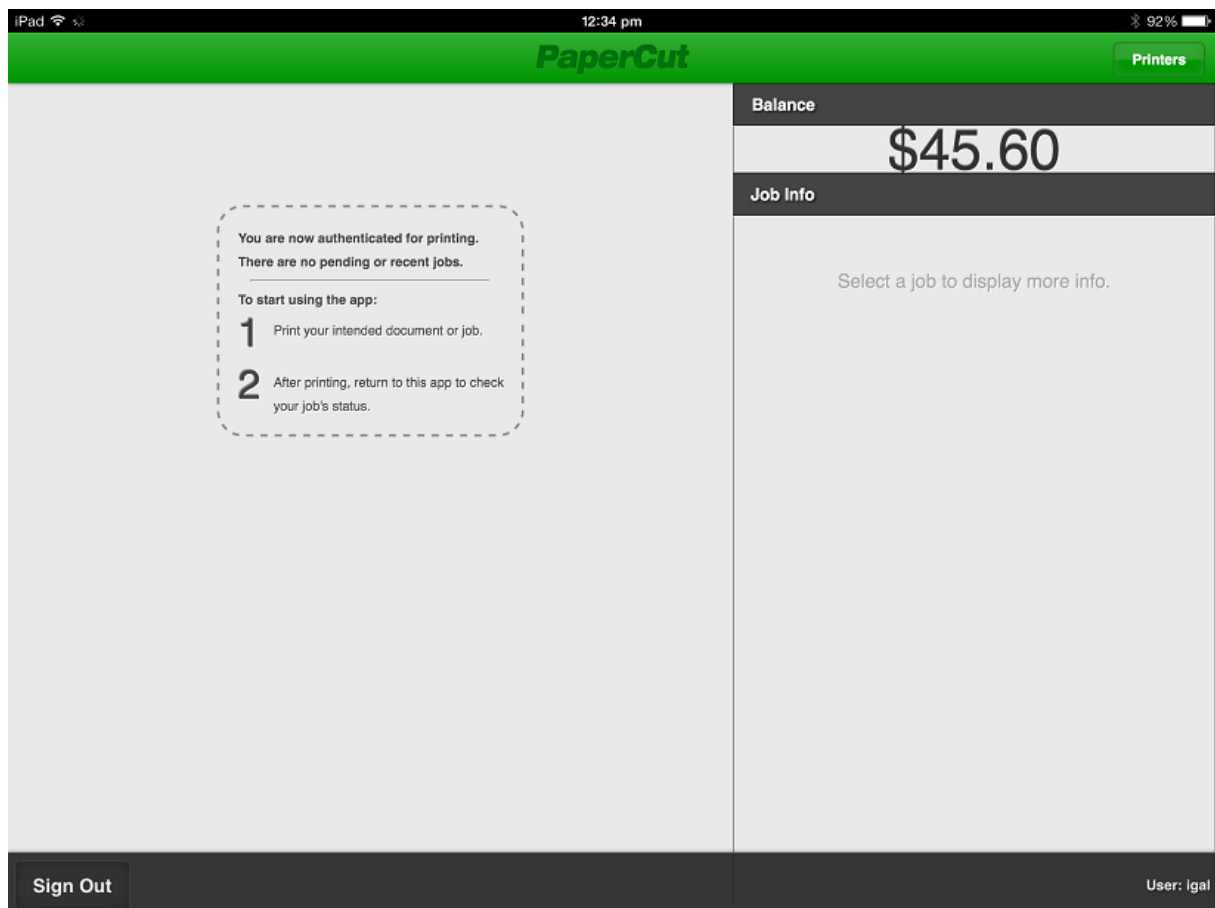 iPad 12:34 pm 92%
PaperCut
Printers
Balance
$45.60
Job Info
Select a job to display more info.
You are now authenticated for printing.
There are no pending or recent jobs.
To start using the app:
1 Print your intended document or job.
2 After printing, return to this app to check
your job's status.
Sign Out
User: igal